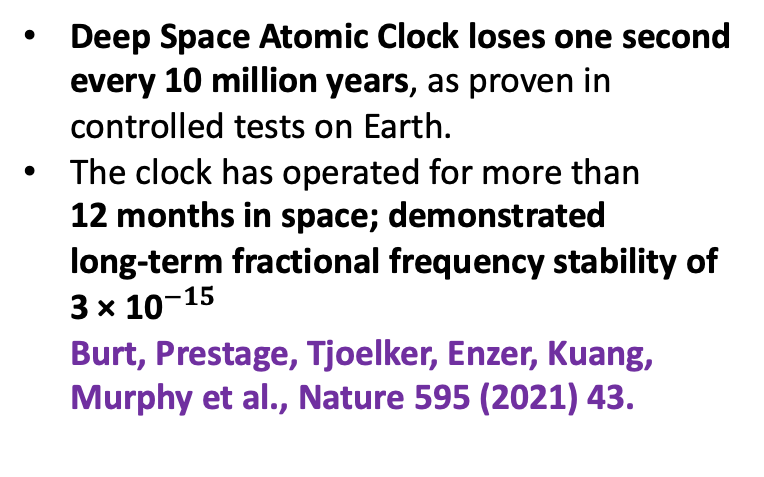 • Deep Space Atomic Clock loses one second
every 10 million years, as proven in
controlled tests on Earth.
• The clock has operated for more than
12 months in space; demonstrated
long-term fractional frequency stability of
3 × 10⁻¹⁵
Burt, Prestage, Tjoelker, Enzer, Kuang,
Murphy et al., Nature 595 (2021) 43.